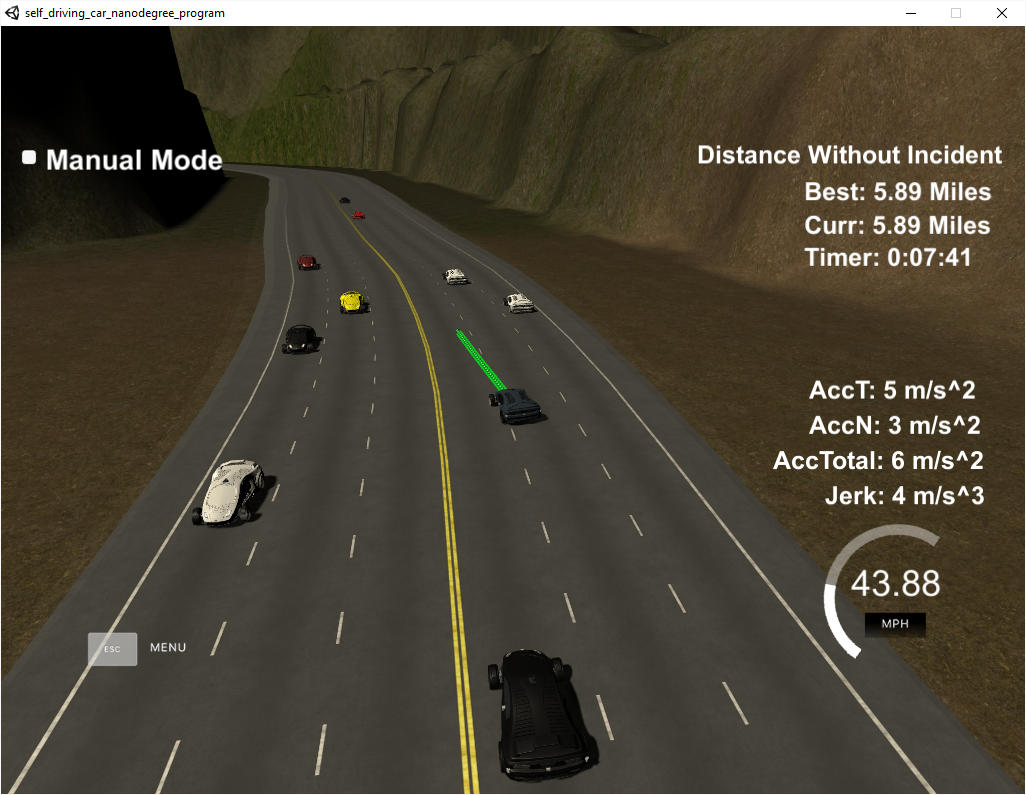 self_driving_car_nanodegree_program
Manual Mode
Distance Without Incident
Best: 5.89 Miles
Curr: 5.89 Miles
Timer: 0:07:41
AccT: 5 m/s^2
AccN: 3 m/s^2
AccTotal: 6 m/s^2
Jerk: 4 m/s^3
43.88
MPH
ESC MENU